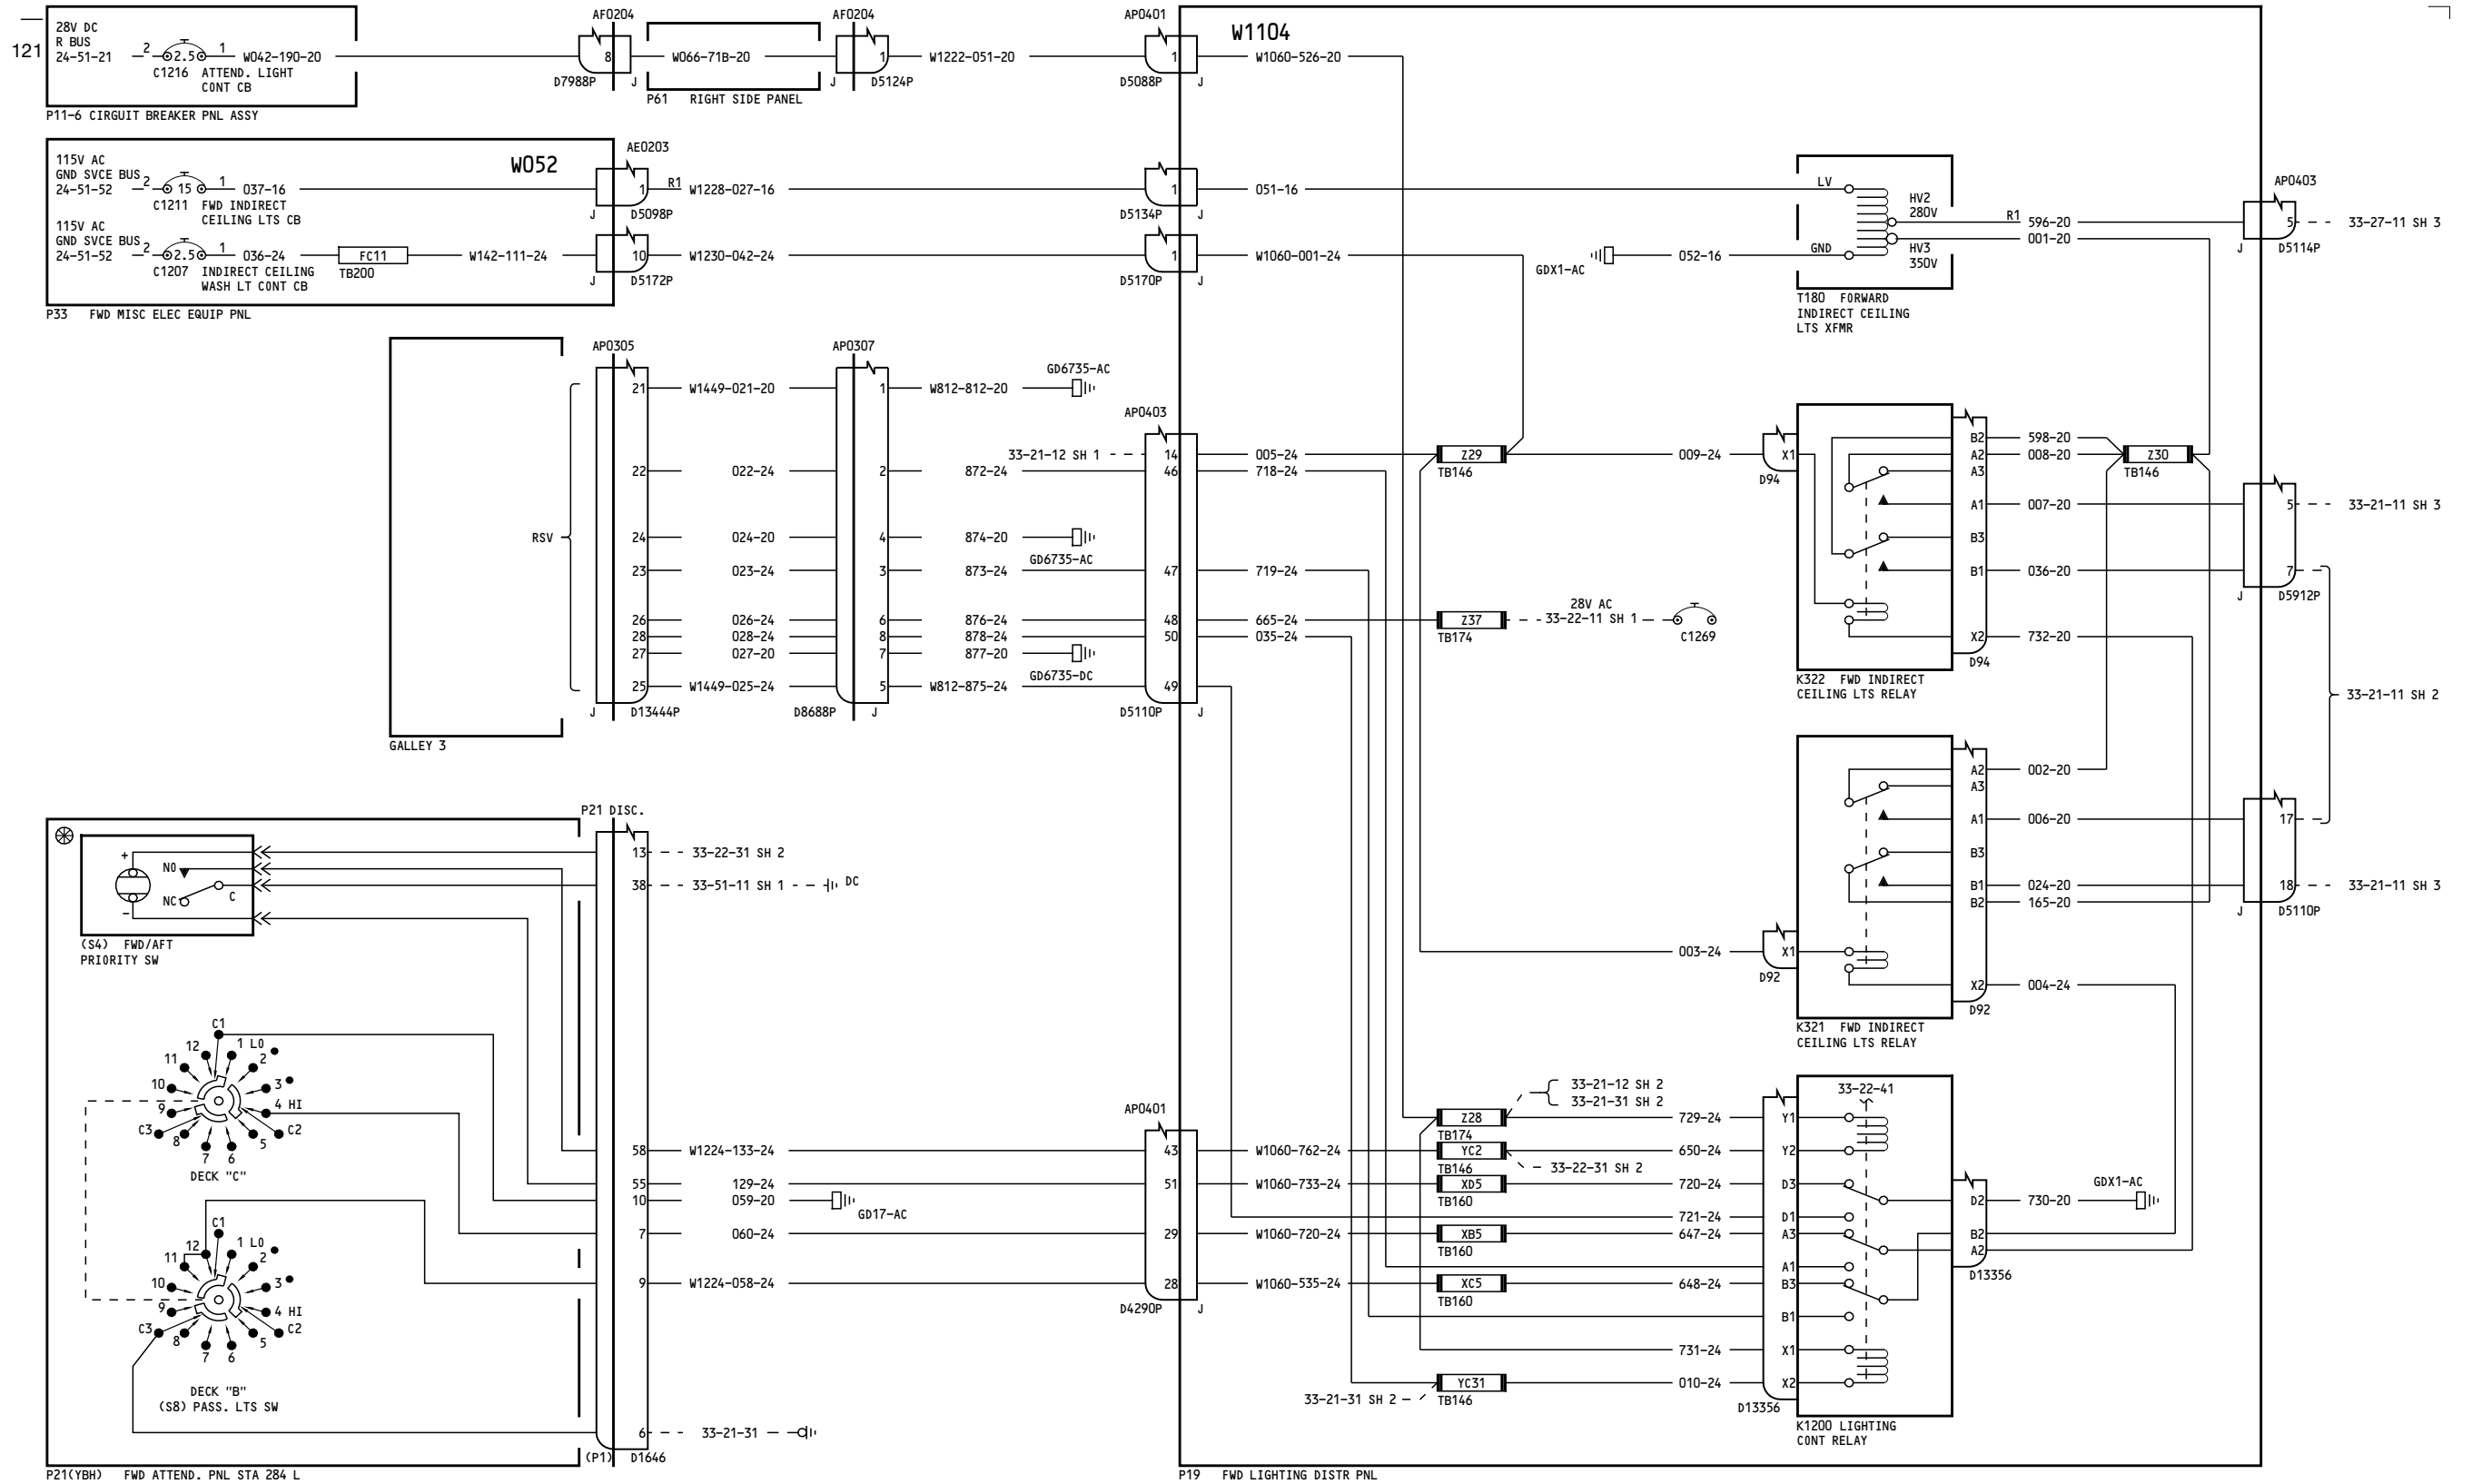 121
28V DC
R BUS
24-51-21
2
2.5
1
W042-190-20
C1216 ATTEND. LIGHT
CONT CB
P11-6 CIRGUIT BREAKER PNL ASSY
AF0204
8
D7988P
J
W066-71B-20
P61 RIGHT SIDE PANEL
AF0204
1
J
D5124P
W1222-051-20
AP0401
1
D5088P
J
W1104
W1060-526-20
115V AC
GND SVCE BUS
24-51-52
2
15
1
037-16
C1211 FWD INDIRECT
CEILING LTS CB
W052
AE0203
1
R1
W1228-027-16
J
D5098P
1
D5134P
J
051-16
115V AC
GND SVCE BUS
24-51-52
2
2.5
1
036-24
C1207 INDIRECT CEILING
WASH LT CONT CB
FC11
TB200
W142-111-24
10
J
D5172P
W1230-042-24
1
D5170P
J
W1060-001-24
P33 FWD MISC ELEC EQUIP PNL
LV
HV2
280V
GND
HV3
350V
GDX1-AC
052-16
T180 FORWARD
INDIRECT CEILING
LTS XFMR
R1
596-20
001-20
AP0403
5
33-27-11 SH 3
J
D5114P
GALLEY 3
RSV
AP0305
21
22
24
23
26
28
27
25
J
D13444P
W1449-021-20
022-24
024-20
023-24
026-24
028-24
027-20
W1449-025-24
AP0307
1
2
4
3
6
8
7
5
D8688P
J
W812-812-20
GD6735-AC
872-24
874-20
GD6735-AC
873-24
876-24
878-24
877-20
GD6735-DC
W812-875-24
AP0403
33-21-12 SH 1
14
46
47
48
50
49
D5110P
J
005-24
718-24
719-24
665-24
035-24
Z29
TB146
009-24
Z37
TB174
28V AC
33-22-11 SH 1
C1269
X1
D94
B2
A2
A3
A1
B3
B1
X2
D94
K322 FWD INDIRECT
CEILING LTS RELAY
598-20
008-20
007-20
036-20
732-20
Z30
TB146
5
33-21-11 SH 3
7
J
D5912P
33-21-11 SH 2
A2
A3
A1
B3
B1
B2
X1
X2
003-24
D92
D92
K321 FWD INDIRECT
CEILING LTS RELAY
002-20
006-20
024-20
165-20
004-24
17
18
33-21-11 SH 3
J
D5110P
+
-
NO
NC
C
(S4) FWD/AFT
PRIORITY SW
P21 DISC.
13
33-22-31 SH 2
38
33-51-11 SH 1
DC
C1
12
1 LO
11
2
10
3
9
4 HI
C3
C2
8
5
7
6
DECK "C"
C1
12
1 LO
11
2
10
3
9
4 HI
C3
C2
8
5
7
6
DECK "B"
(S8) PASS. LTS SW
58
55
10
7
9
6
(P1)
D1646
W1224-133-24
129-24
059-20
GD17-AC
060-24
W1224-058-24
33-21-31
P21(YBH) FWD ATTEND. PNL STA 284 L
AP0401
43
51
29
28
D4290P
J
W1060-762-24
W1060-733-24
W1060-720-24
W1060-535-24
33-21-12 SH 2
33-21-31 SH 2
Z28
TB174
YC2
TB146
33-22-31 SH 2
XD5
TB160
XB5
TB160
XC5
TB160
33-21-31 SH 2
YC31
TB146
729-24
650-24
720-24
721-24
647-24
648-24
731-24
010-24
Y1
Y2
D3
D1
A3
A1
B3
B1
X1
X2
D13356
33-22-41
D2
B2
A2
D13356
730-20
GDX1-AC
K1200 LIGHTING
CONT RELAY
P19 FWD LIGHTING DISTR PNL